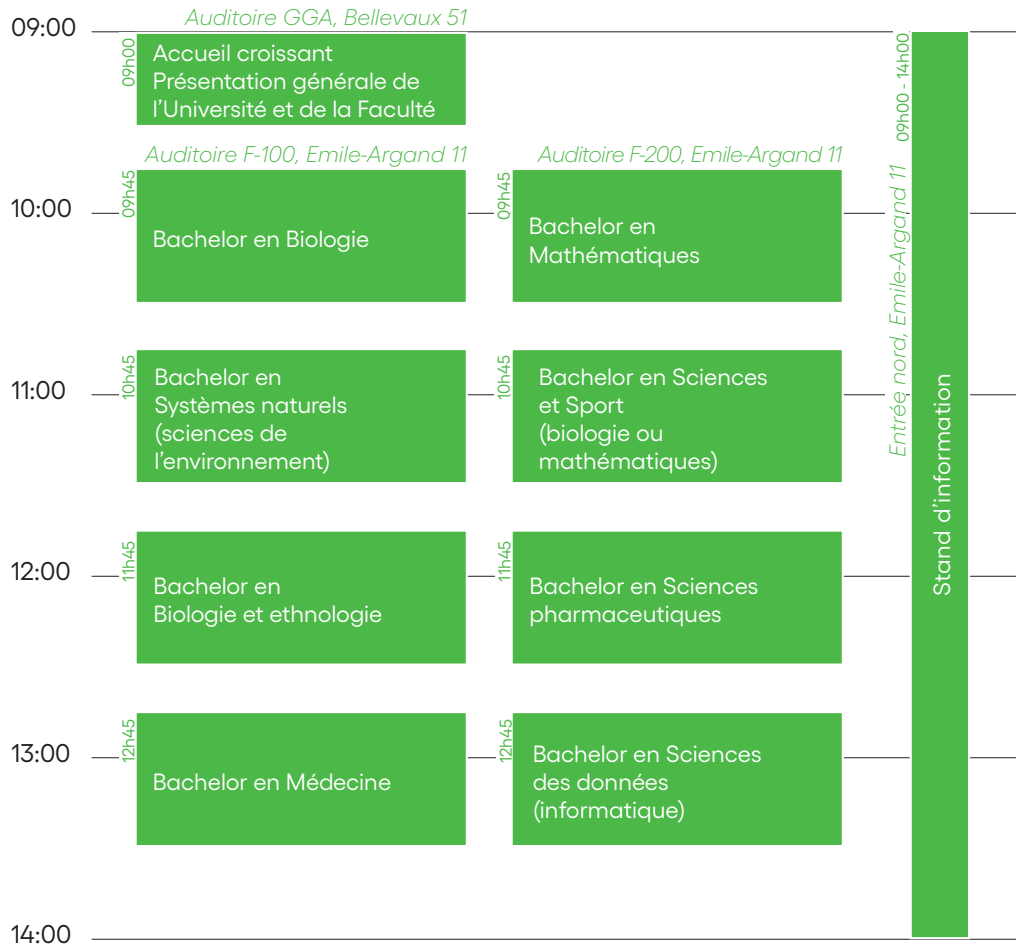 09:00
Auditoire GGA, Bellevaux 51
09h00
Accueil croissant
Présentation générale de
l'Université et de la Faculté
09h00 - 14h00
Entrée nord, Emile-Argand 11
Stand d'information
Auditoire F-100, Emile-Argand 11
Auditoire F-200, Emile-Argand 11
10:00
09h45
Bachelor en Biologie
09h45
Bachelor en
Mathématiques
11:00
10h45
Bachelor en
Systèmes naturels
(sciences de
l'environnement)
10h45
Bachelor en Sciences
et Sport
(biologie ou
mathématiques)
12:00
11h45
Bachelor en
Biologie et ethnologie
11h45
Bachelor en Sciences
pharmaceutiques
13:00
12h45
Bachelor en Médecine
12h45
Bachelor en Sciences
des données
(informatique)
14:00